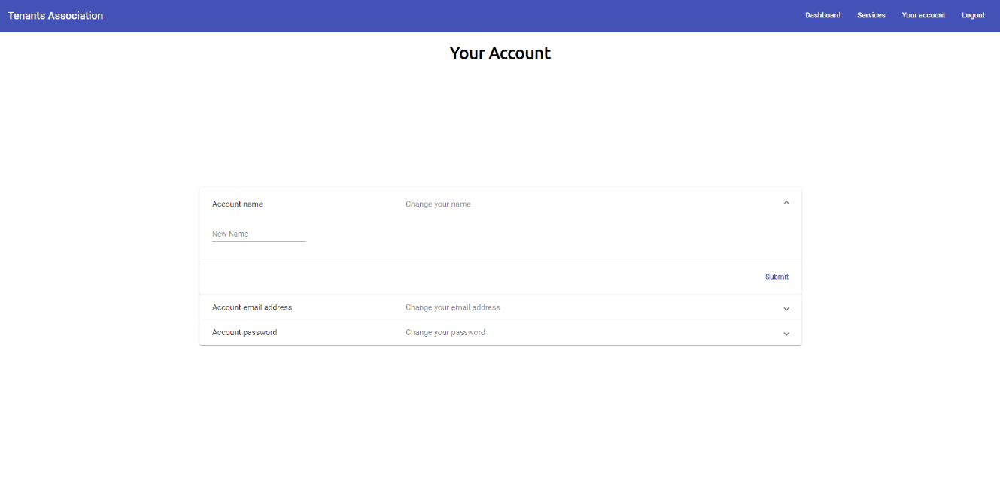 Tenants Association Dashboard Services Your account Logout
Your Account
Account name Change your name
New Name
Submit
Account email address Change your email address
Account password Change your password